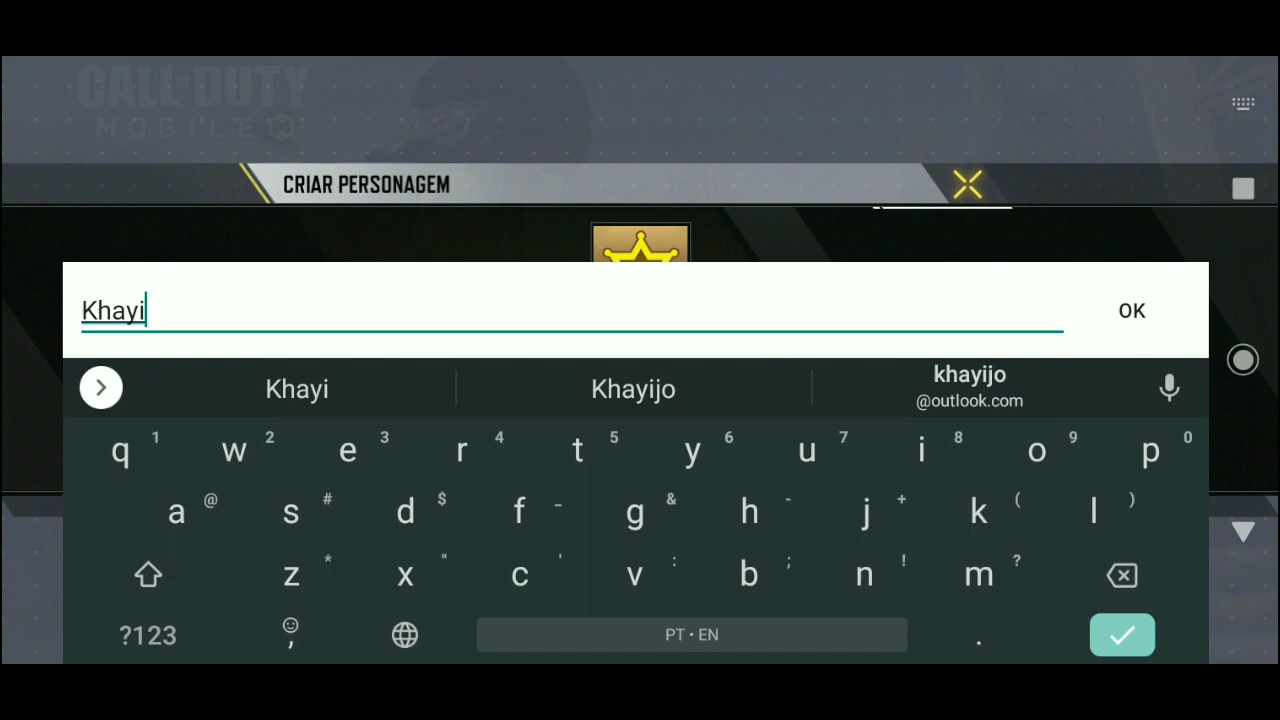 CALL OF DUTY
MOBILE
CRIAR PERSONAGEM
Khayi
OK
Khayi
Khayijo
khayijo
@outlook.com
q 1 w 2 e 3 r 4 t 5 y 6 u 7 i 8 o 9 p 0
a @ s # d $ f _ g & h - j + k ( l )
z * x " c ' v : b ; n ! m ?
?123 , PT • EN .